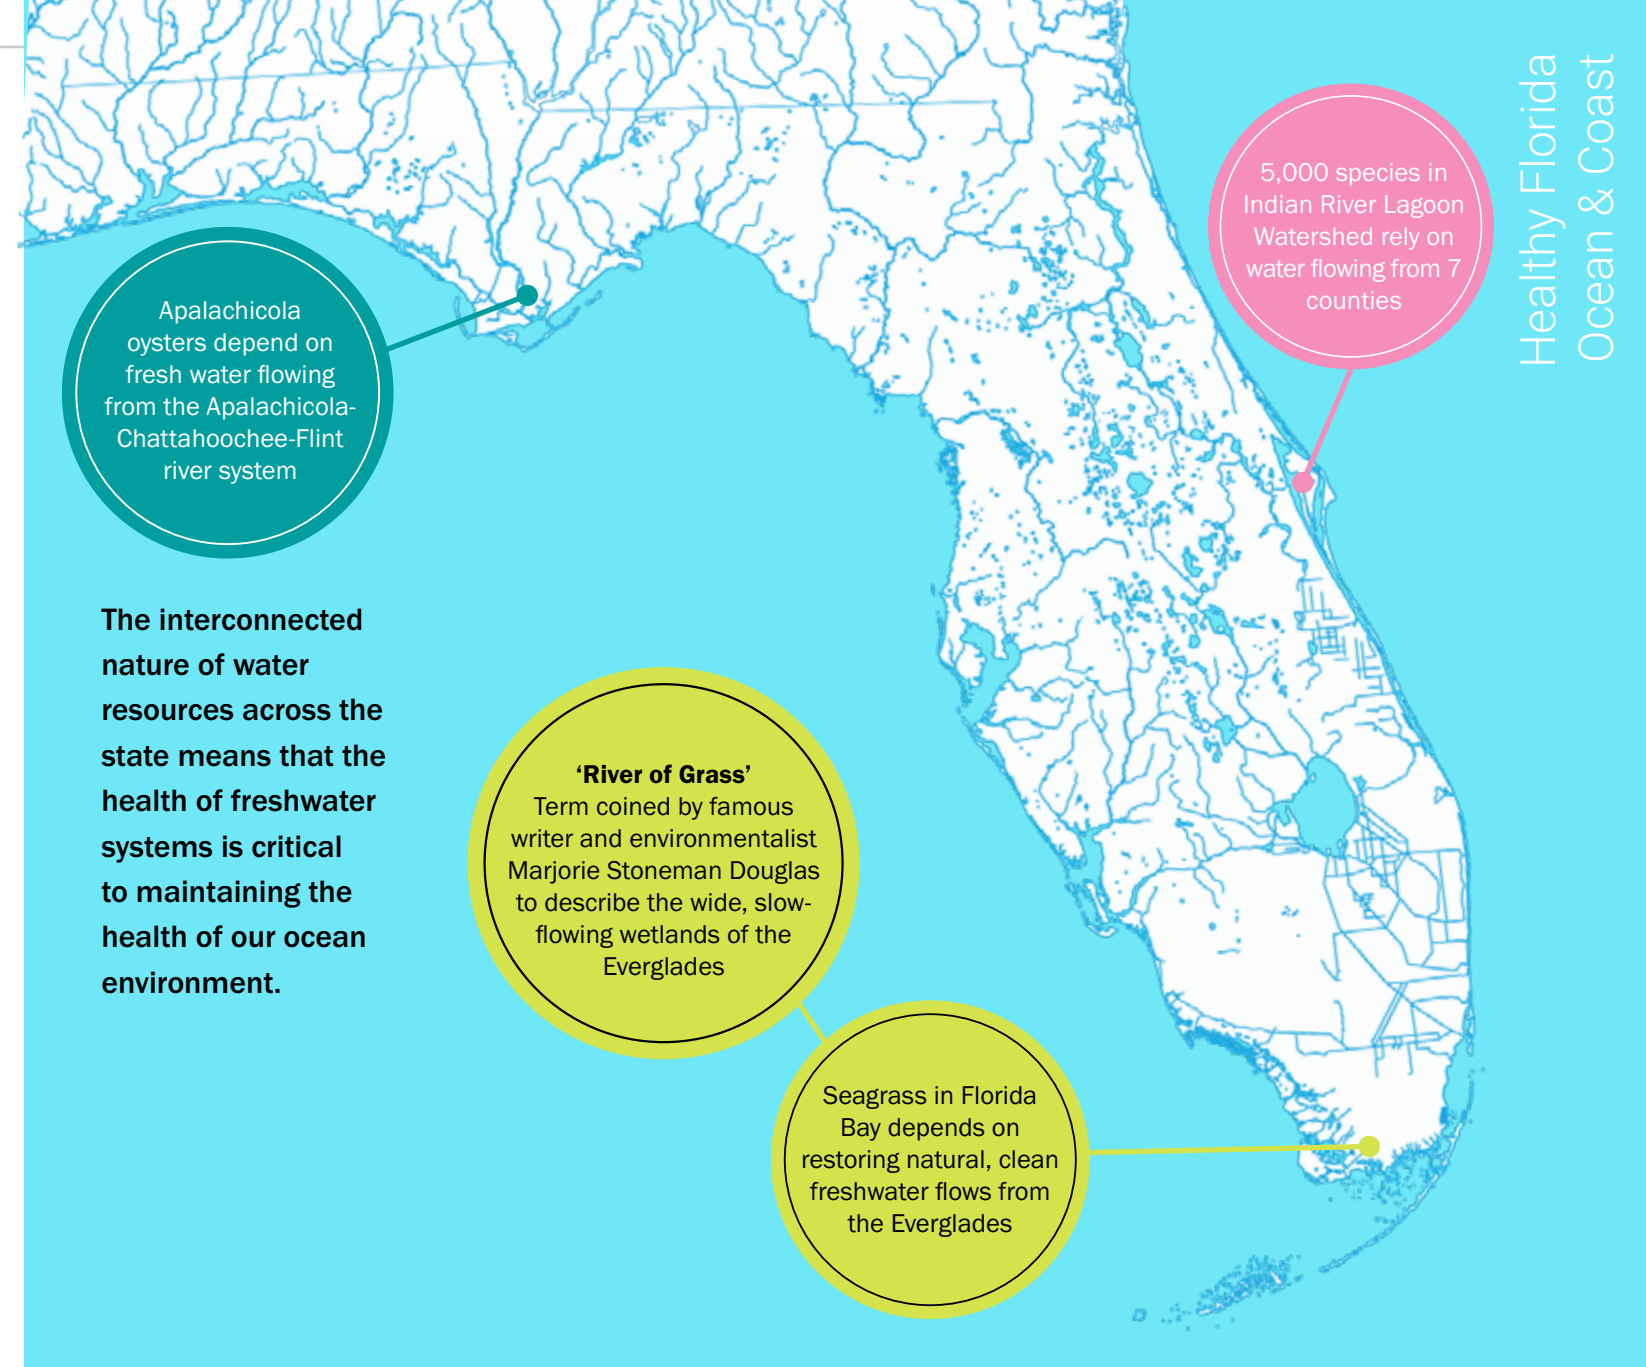 Healthy Florida
Ocean & Coast
5,000 species in
Indian River Lagoon
Watershed rely on
water flowing from 7
counties
Apalachicola
oysters depend on
fresh water flowing
from the Apalachicola-
Chattahoochee-Flint
river system
The interconnected
nature of water
resources across the
state means that the
health of freshwater
systems is critical
to maintaining the
health of our ocean
environment.
‘River of Grass’
Term coined by famous
writer and environmentalist
Marjorie Stoneman Douglas
to describe the wide, slow-
flowing wetlands of the
Everglades
Seagrass in Florida
Bay depends on
restoring natural, clean
freshwater flows from
the Everglades